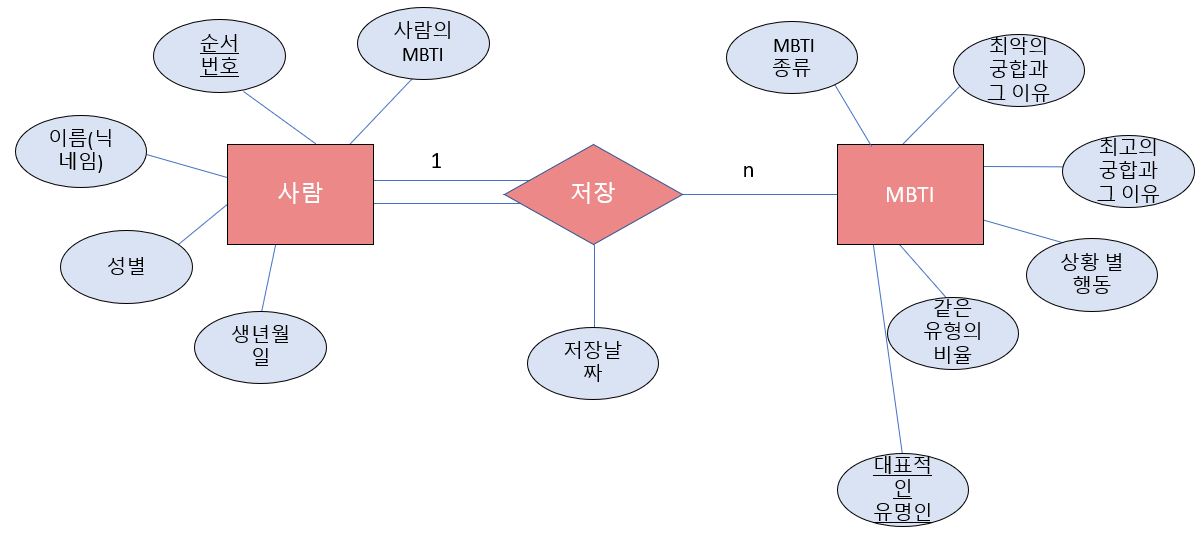 순서
번호
사람의
MBTI
MBTI
종류
최악의
궁합과
그 이유
이름(닉
네임)
1
n
최고의
궁합과
그 이유
사람
저장
MBTI
성별
상황 별
행동
생년월
일
저장날
짜
같은
유형의
비율
대표적
인
유명인